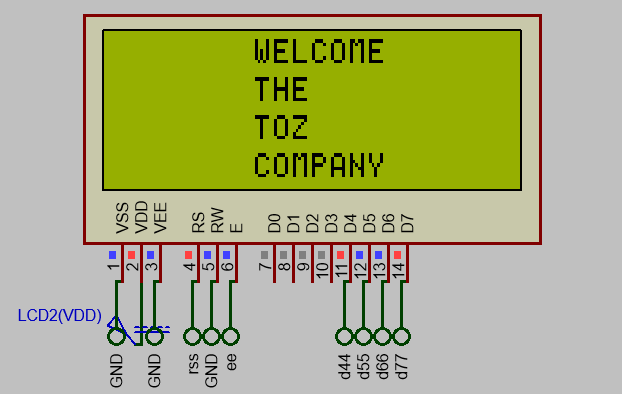 WELCOME
THE
TOZ
COMPANY
VSS VDD VEE RS RW E D0 D1 D2 D3 D4 D5 D6 D7
1 2 3 4 5 6 7 8 9 10 11 12 13 14
LCD2(VDD)
GND GND rss GND ee d44 d55 d66 d77